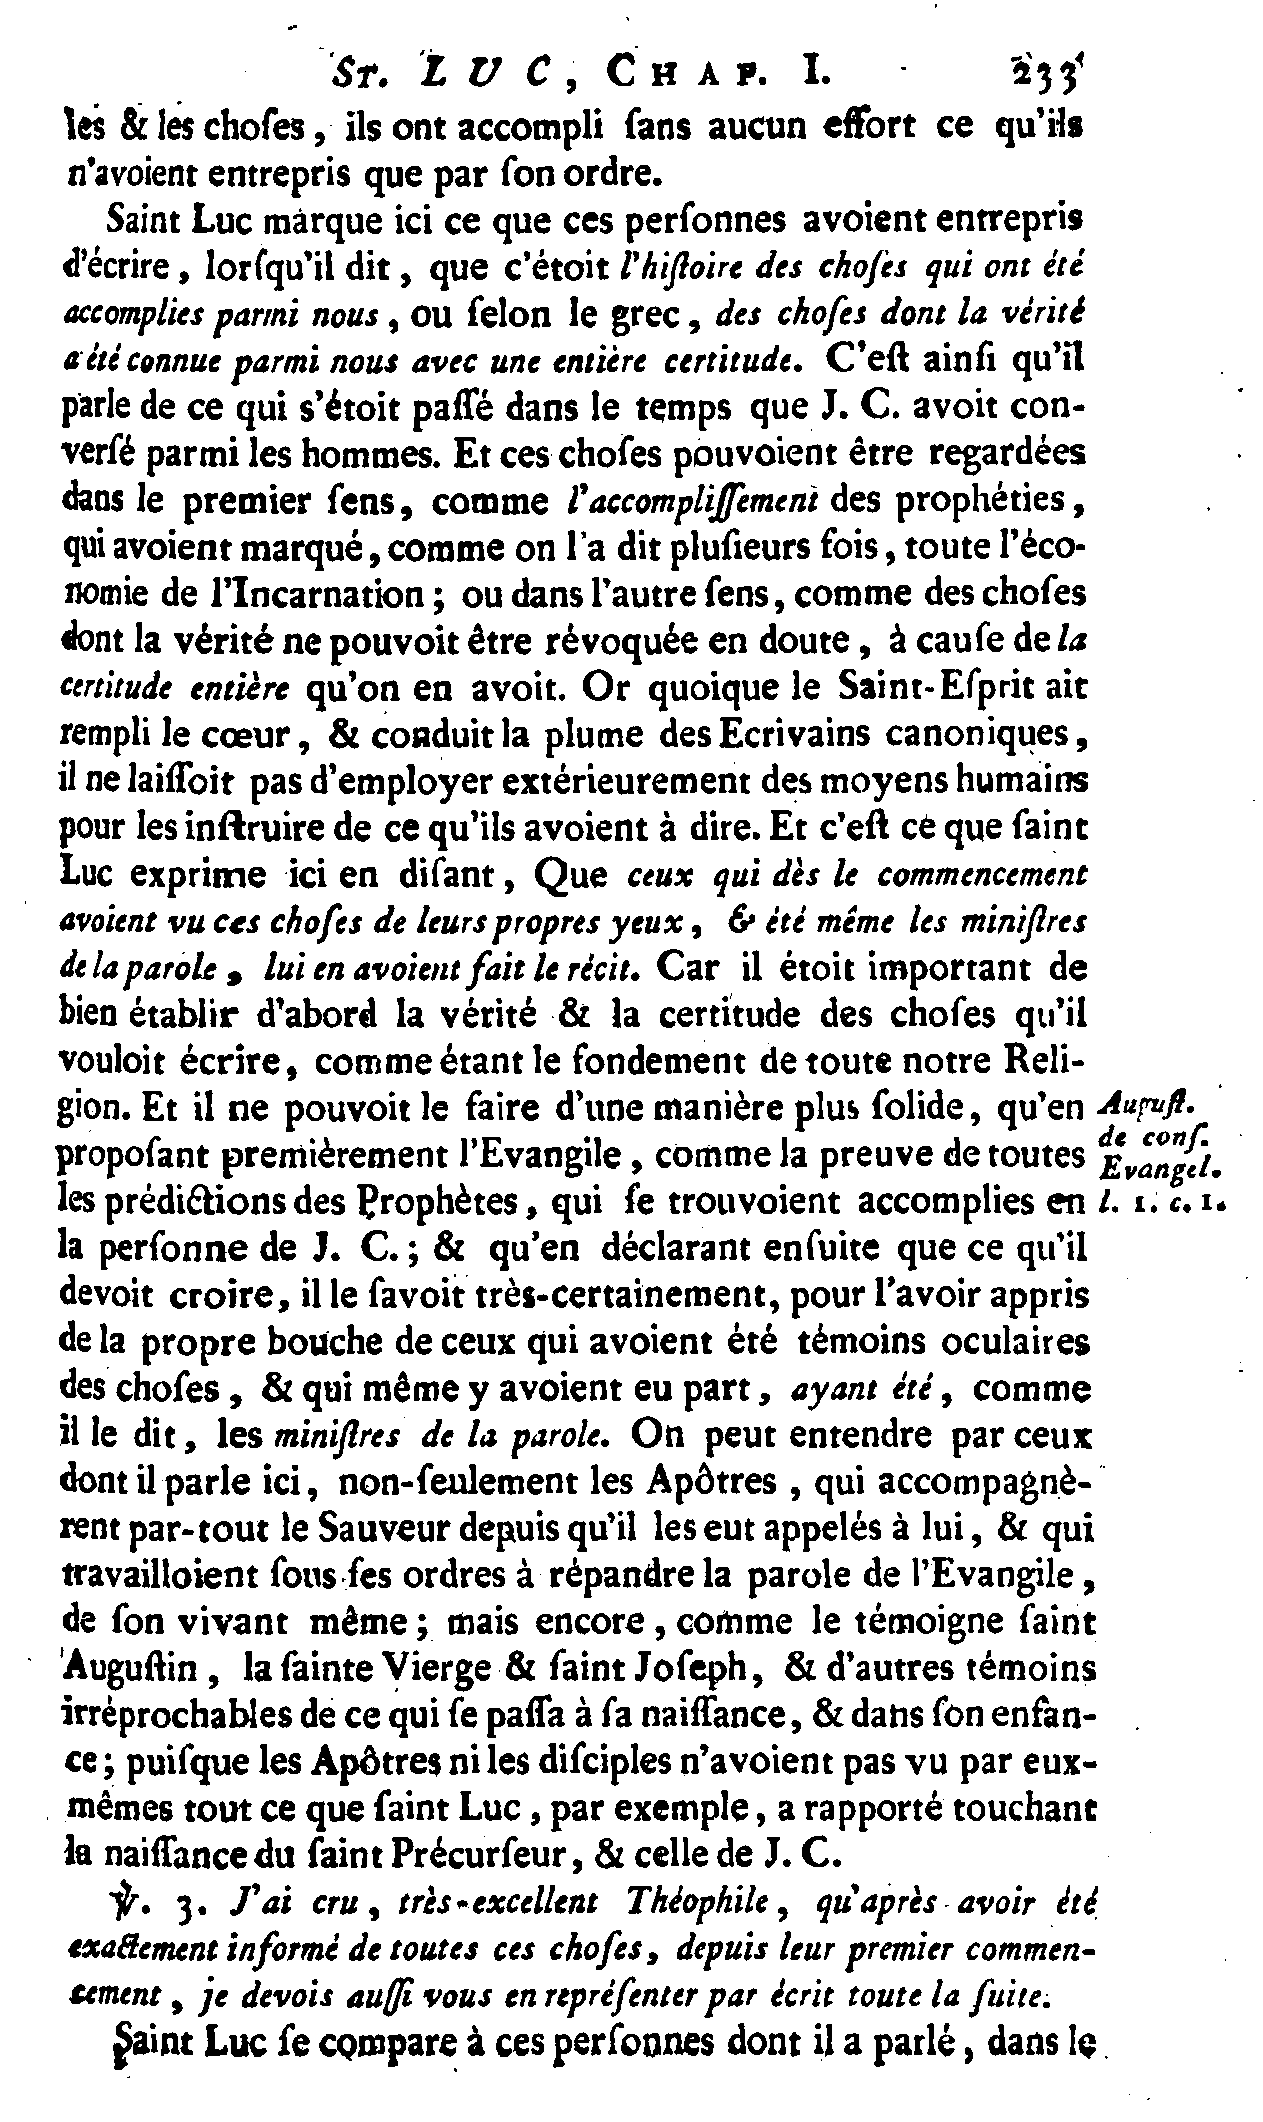 St. LUC, CHAP. I. 233
les & les choſes, ils ont accompli ſans aucun effort ce qu'ils
n'avoient entrepris que par ſon ordre.
Saint Luc marque ici ce que ces perſonnes avoient entrepris
d'écrire, lorſqu'il dit, que c'étoit l'hiſtoire des choſes qui ont été
accomplies parmi nous, ou ſelon le grec, des choſes dont la vérité
a été connue parmi nous avec une entière certitude. C'eſt ainſi qu'il
parle de ce qui s'étoit paſſé dans le temps que J. C. avoit con-
verſé parmi les hommes. Et ces choſes pouvoient être regardées
dans le premier ſens, comme l'accompliſſement des prophéties,
qui avoient marqué, comme on l'a dit pluſieurs fois, toute l'éco-
nomie de l'Incarnation; ou dans l'autre ſens, comme des choſes
dont la vérité ne pouvoit être révoquée en doute, à cauſe de la
certitude entière qu'on en avoit. Or quoique le Saint-Eſprit ait
rempli le cœur, & conduit la plume des Ecrivains canoniques,
il ne laiſſoit pas d'employer extérieurement des moyens humains
pour les inſtruire de ce qu'ils avoient à dire. Et c'eſt ce que ſaint
Luc exprime ici en diſant, Que ceux qui dès le commencement
avoient vu ces choſes de leurs propres yeux, & été même les miniſtres
de la parole, lui en avoient fait le récit. Car il étoit important de
bien établir d'abord la vérité & la certitude des choſes qu'il
vouloit écrire, comme étant le fondement de toute notre Reli-
gion. Et il ne pouvoit le faire d'une manière plus ſolide, qu'en
propoſant premièrement l'Evangile, comme la preuve de toutes
les prédictions des Prophètes, qui ſe trouvoient accomplies en
la perſonne de J. C.; & qu'en déclarant enſuite que ce qu'il
devoit croire, il le ſavoit très-certainement, pour l'avoir appris
de la propre bouche de ceux qui avoient été témoins oculaires
des choſes, & qui même y avoient eu part, ayant été, comme
il le dit, les miniſtres de la parole. On peut entendre par ceux
dont il parle ici, non-ſeulement les Apôtres, qui accompagnè-
rent par-tout le Sauveur depuis qu'il les eut appelés à lui, & qui
travailloient ſous ſes ordres à répandre la parole de l'Evangile,
de ſon vivant même; mais encore, comme le témoigne ſaint
Auguſtin, la ſainte Vierge & ſaint Joſeph, & d'autres témoins
irréprochables de ce qui ſe paſſa à ſa naiſſance, & dans ſon enfan-
ce; puiſque les Apôtres ni les diſciples n'avoient pas vu par eux-
mêmes tout ce que ſaint Luc, par exemple, a rapporté touchant
la naiſſance du ſaint Précurſeur, & celle de J. C.
℣. 3. J'ai cru, très-excellent Théophile, qu'après avoir été
exactement informé de toutes ces choſes, depuis leur premier commen-
cement, je devois auſſi vous en repréſenter par écrit toute la ſuite.
Saint Luc ſe compare à ces perſonnes dont il a parlé, dans le
Auguſt.
de conſ.
Evangel.
l. 1. c. 1.